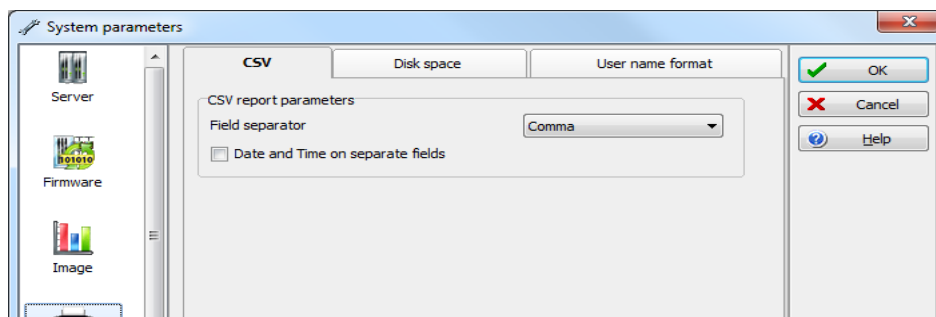 System parameters
Server
Firmware
Image
CSV
Disk space
User name format
CSV report parameters
Field separator
Comma
Date and Time on separate fields
OK
Cancel
Help